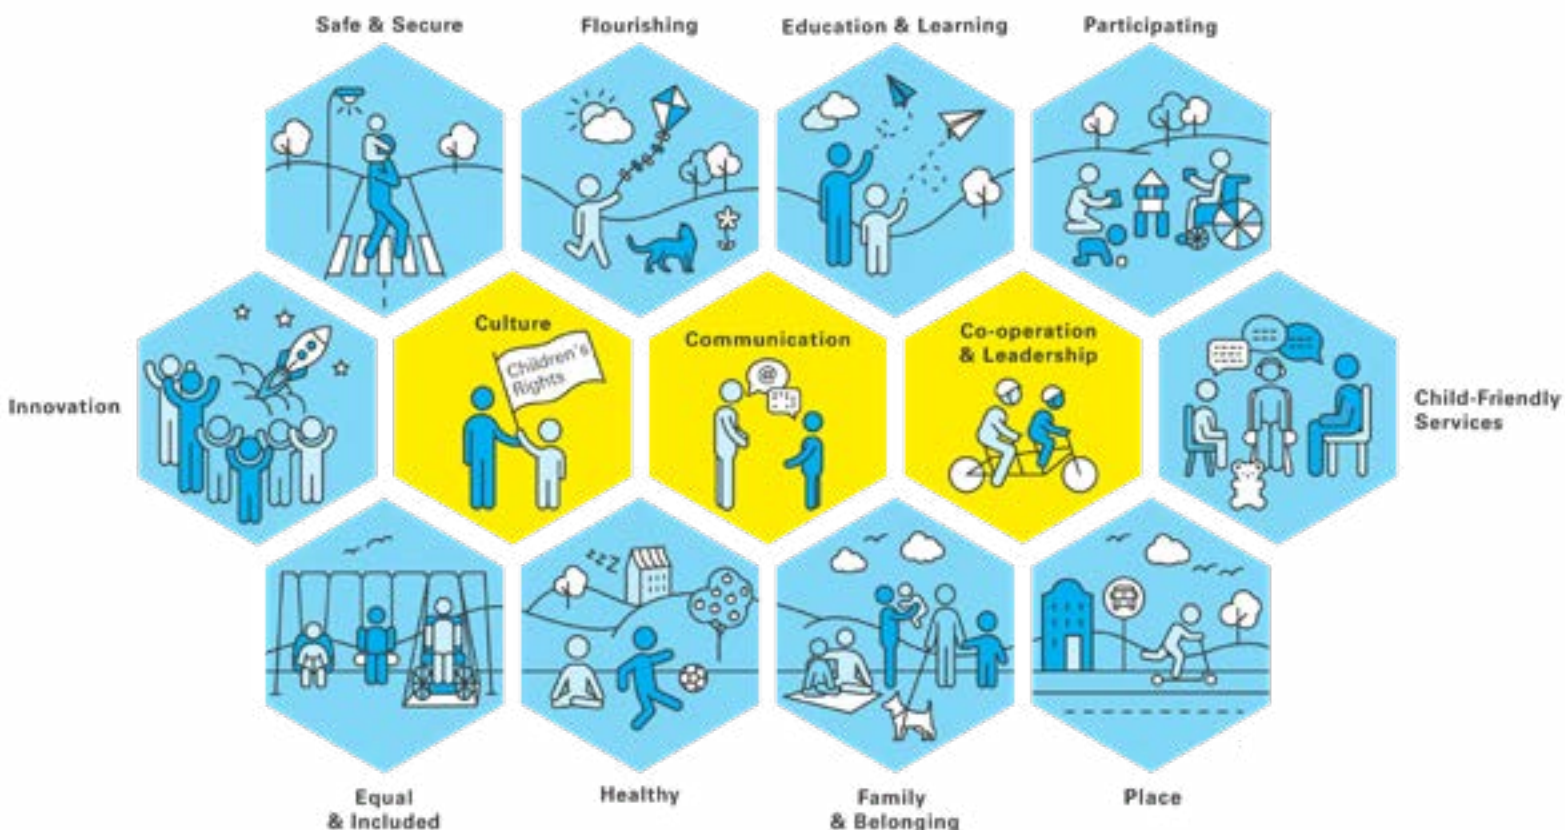 Safe & Secure
Flourishing
Education & Learning
Participating
Innovation
Culture
Children's
Rights
Communication
@
Co-operation
& Leadership
Child-Friendly
Services
zzZ
Equal
& Included
Healthy
Family
& Belonging
Place